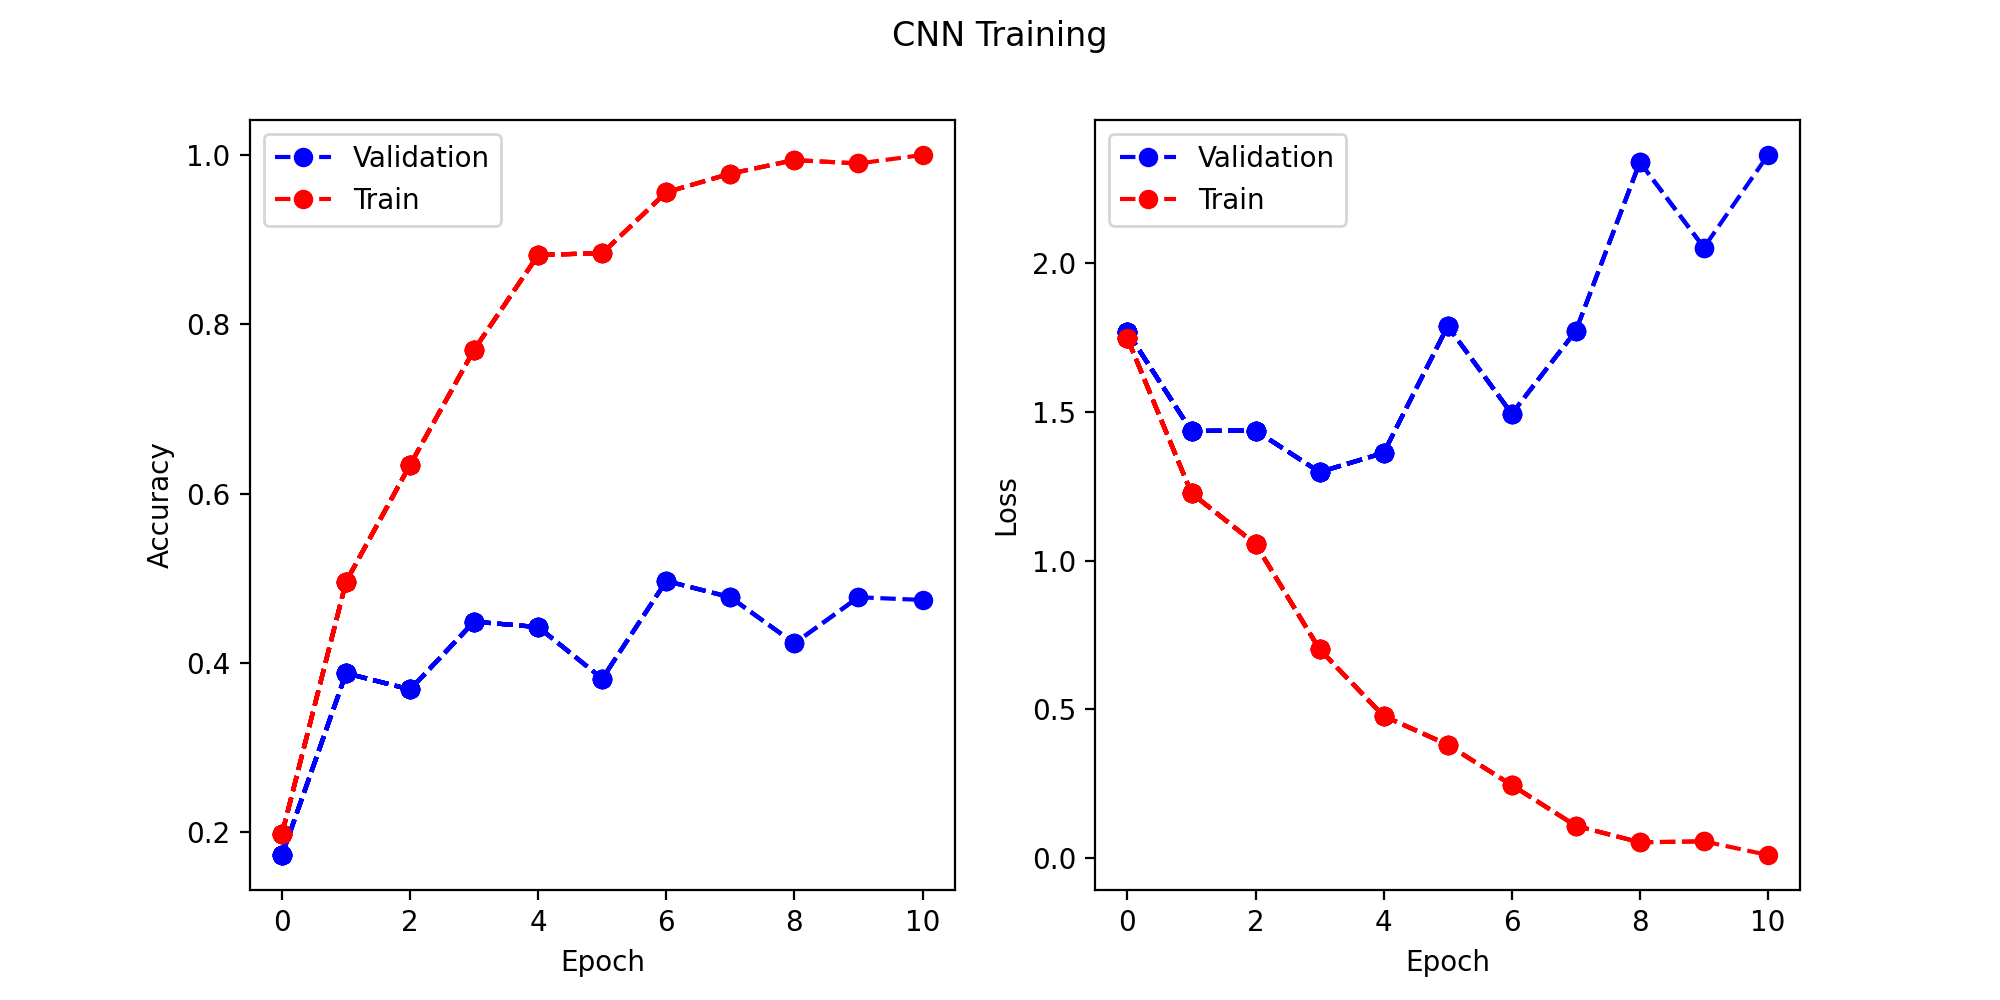 CNN Training
Validation
Train
1.0
0.8
0.6
0.4
0.2
Accuracy
0 2 4 6 8 10
Epoch
Validation
Train
2.0
1.5
1.0
0.5
0.0
Loss
0 2 4 6 8 10
Epoch